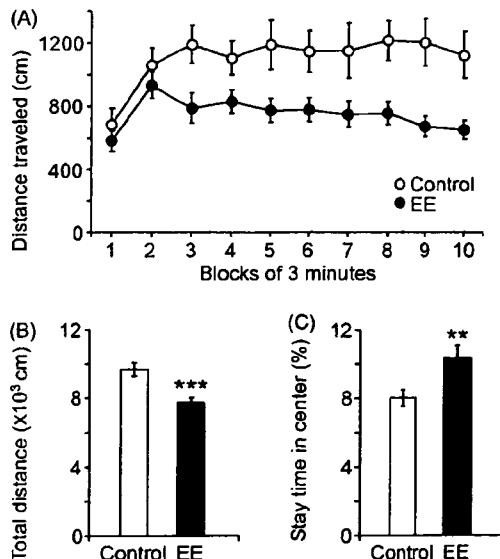 (A)
Distance traveled (cm)
1200
800
400
0
○ Control
● EE
1 2 3 4 5 6 7 8 9 10
Blocks of 3 minutes
(B)
Total distance (X10³ cm)
12
8
4
0
***
Control EE
(C)
Stay time in center (%)
12
8
4
0
**
Control EE